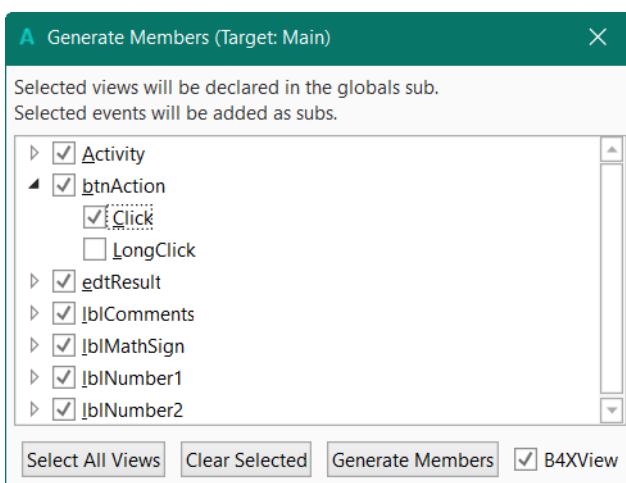 A Generate Members (Target: Main)
Selected views will be declared in the globals sub.
Selected events will be added as subs.
Activity
btnAction
Click
LongClick
edtResult
lblComments
lblMathSign
lblNumber1
lblNumber2
Select All Views Clear Selected Generate Members B4XView